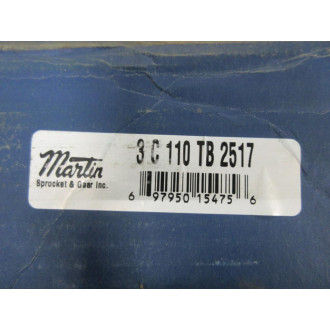 Martin
Sprocket & Gear Inc.
3 C 110 TB 2517
6 97950 15475 6